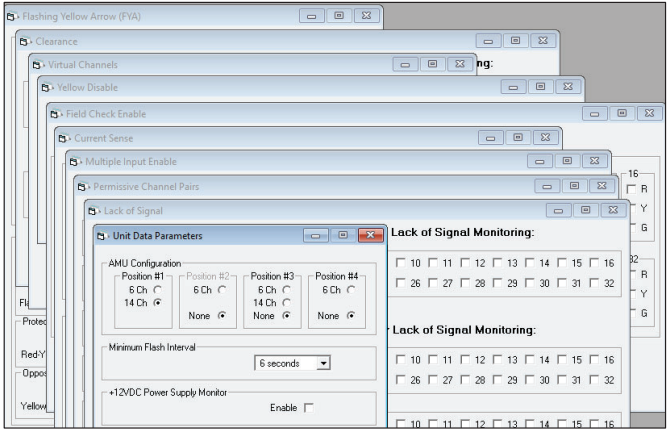 Flashing Yellow Arrow (FYA)
Clearance
ng:
Virtual Channels
Yellow Disable
Field Check Enable
Current Sense
Multiple Input Enable
Permissive Channel Pairs
Lack of Signal
Unit Data Parameters
16
R
Y
G
32
R
Y
G
Lack of Signal Monitoring:
10 11 12 13 14 15 16
26 27 28 29 30 31 32
Lack of Signal Monitoring:
10 11 12 13 14 15 16
26 27 28 29 30 31 32
10 11 12 13 14 15 16
AMU Configuration
Position #1 Position #2 Position #3 Position #4
6 Ch 6 Ch 6 Ch 6 Ch
14 Ch 14 Ch
None None None
Minimum Flash Interval
6 seconds
+12VDC Power Supply Monitor
Enable
Fla
Protec
Red-Y
Oppos
Yellow